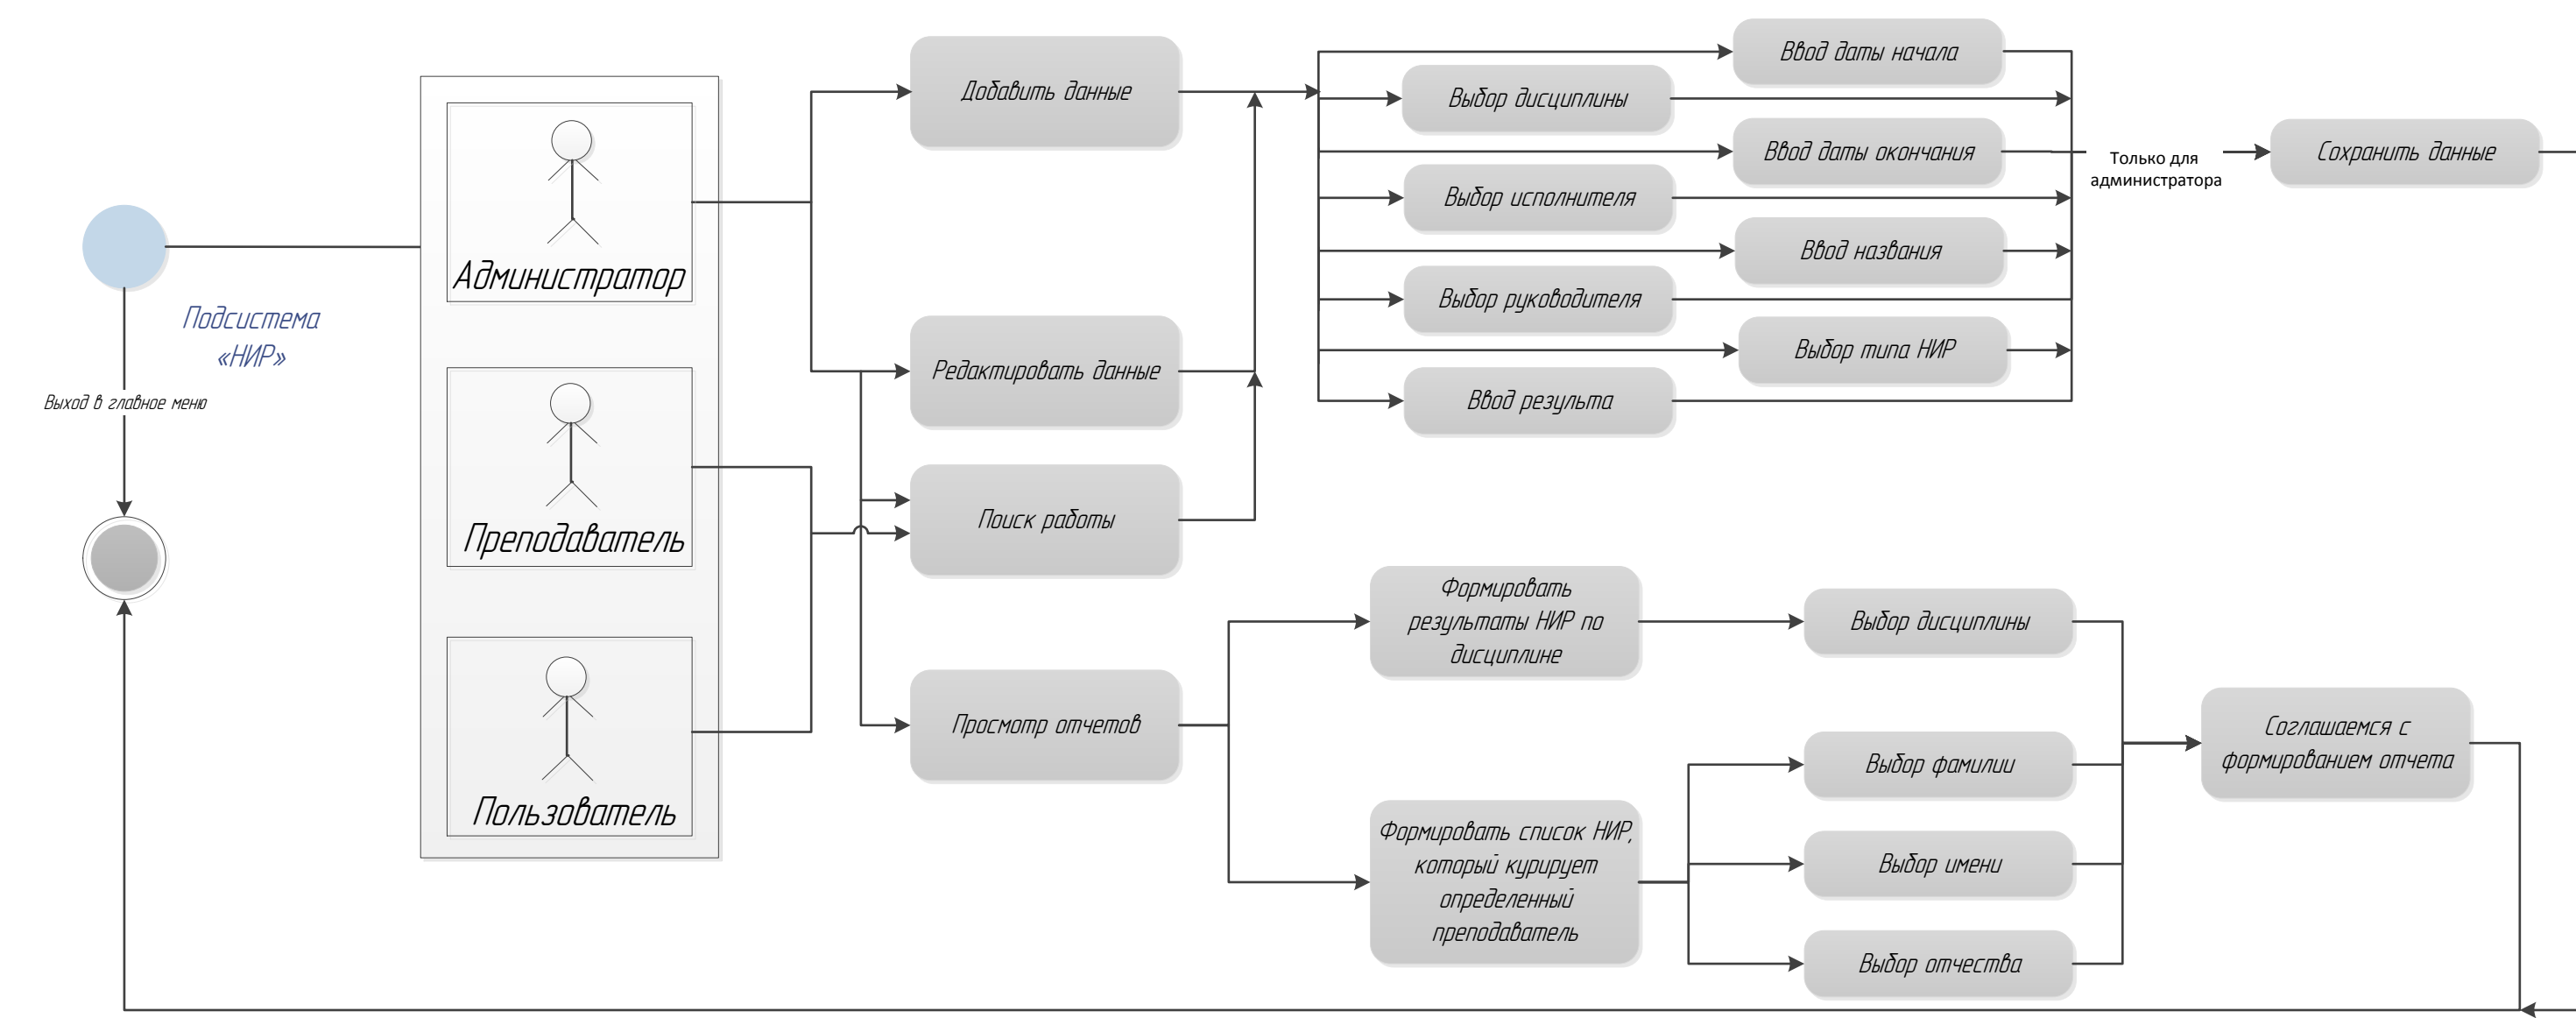 Подсистема
«НИР»
Выход в главное меню
Администратор
Преподаватель
Пользователь
Добавить данные
Редактировать данные
Поиск работы
Просмотр отчетов
Ввод даты начала
Выбор дисциплины
Ввод даты окончания
Выбор исполнителя
Ввод названия
Выбор руководителя
Выбор типа НИР
Ввод результа
Только для
администратора
Сохранить данные
Формировать
результаты НИР по
дисциплине
Выбор дисциплины
Формировать список НИР,
который курирует
определенный
преподаватель
Выбор фамилии
Выбор имени
Выбор отчества
Соглашаемся с
формированием отчета